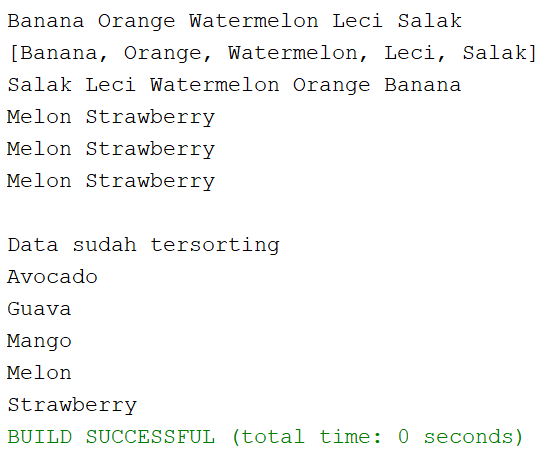 Banana Orange Watermelon Leci Salak
[Banana, Orange, Watermelon, Leci, Salak]
Salak Leci Watermelon Orange Banana
Melon Strawberry
Melon Strawberry
Melon Strawberry

Data sudah tersorting
Avocado
Guava
Mango
Melon
Strawberry
BUILD SUCCESSFUL (total time: 0 seconds)